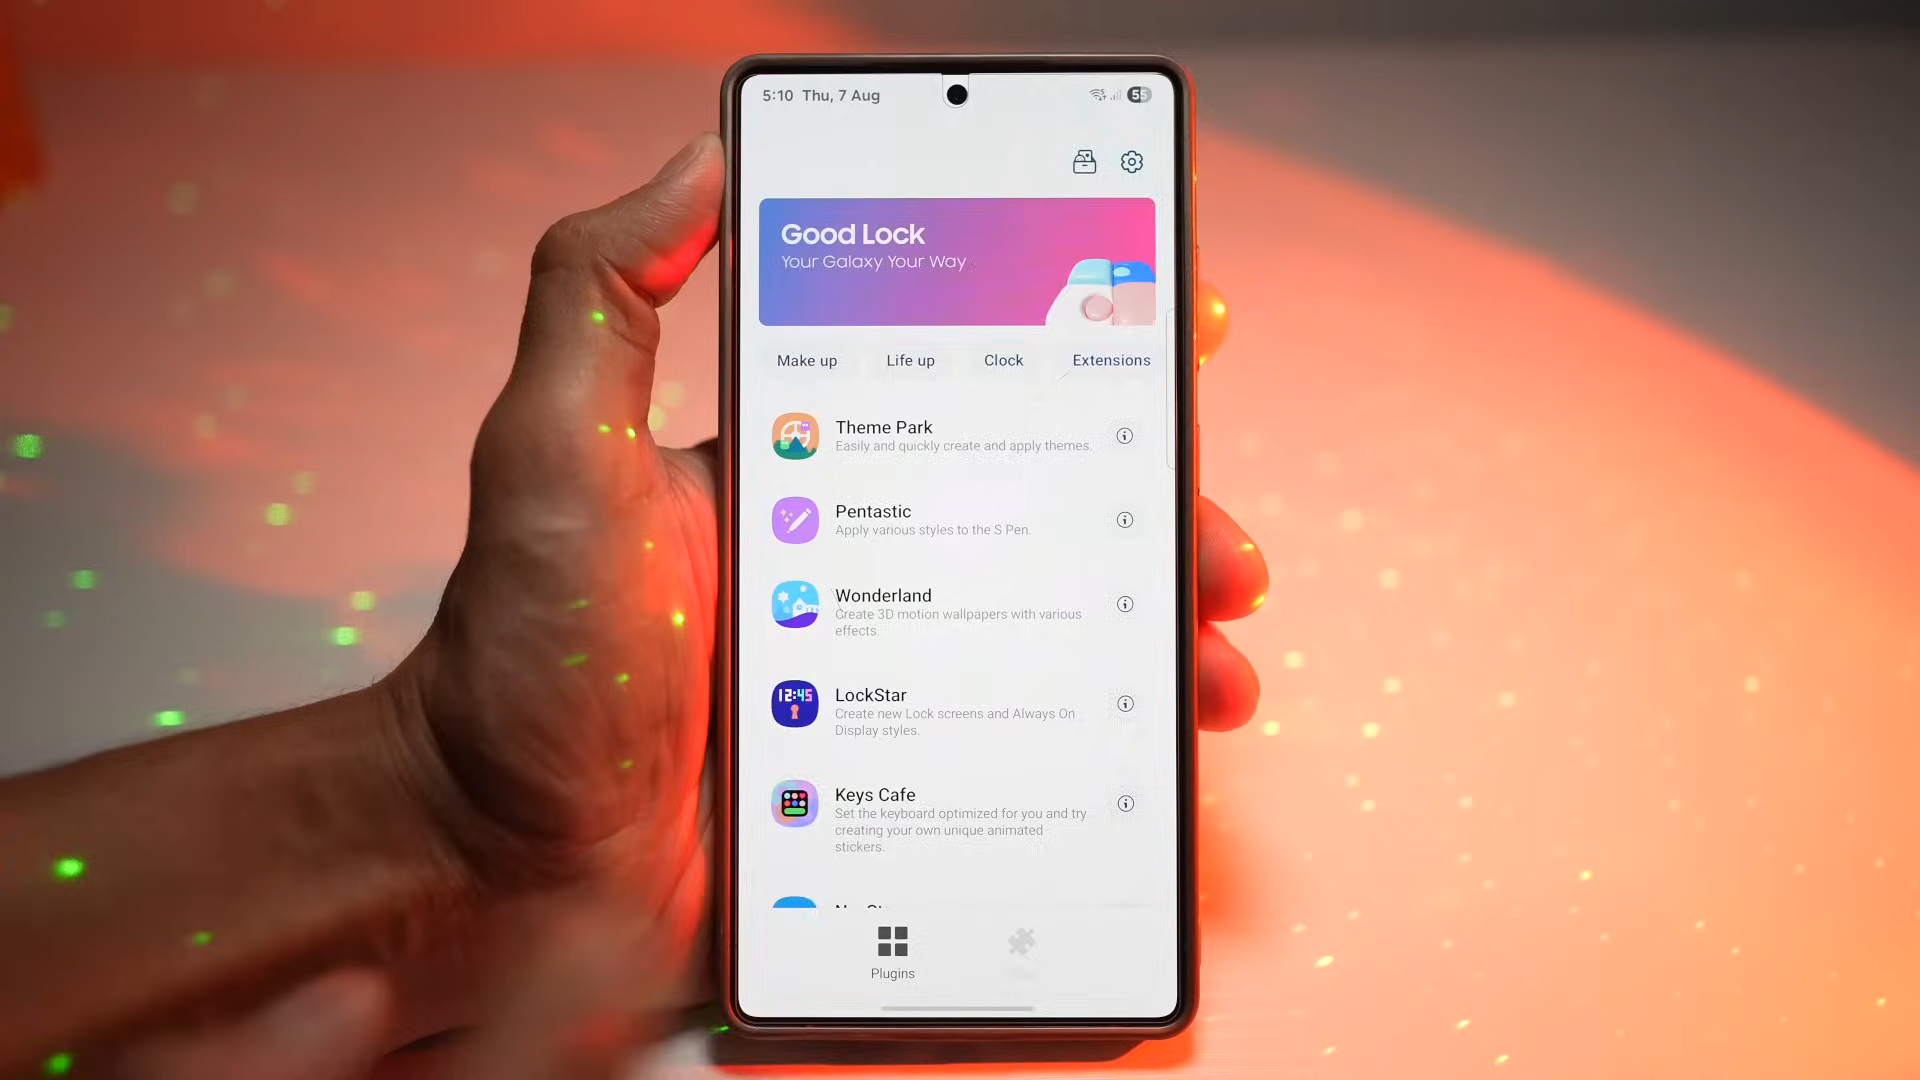 5:10 Thu, 7 Aug
55
Good Lock
Your Galaxy Your Way
Make up
Life up
Clock
Extensions
Theme Park
Easily and quickly create and apply themes.
Pentastic
Apply various styles to the S Pen.
Wonderland
Create 3D motion wallpapers with various
effects.
12:45
LockStar
Create new Lock screens and Always On
Display styles.
Keys Cafe
Set the keyboard optimized for you and try
creating your own unique animated
stickers.
Plugins